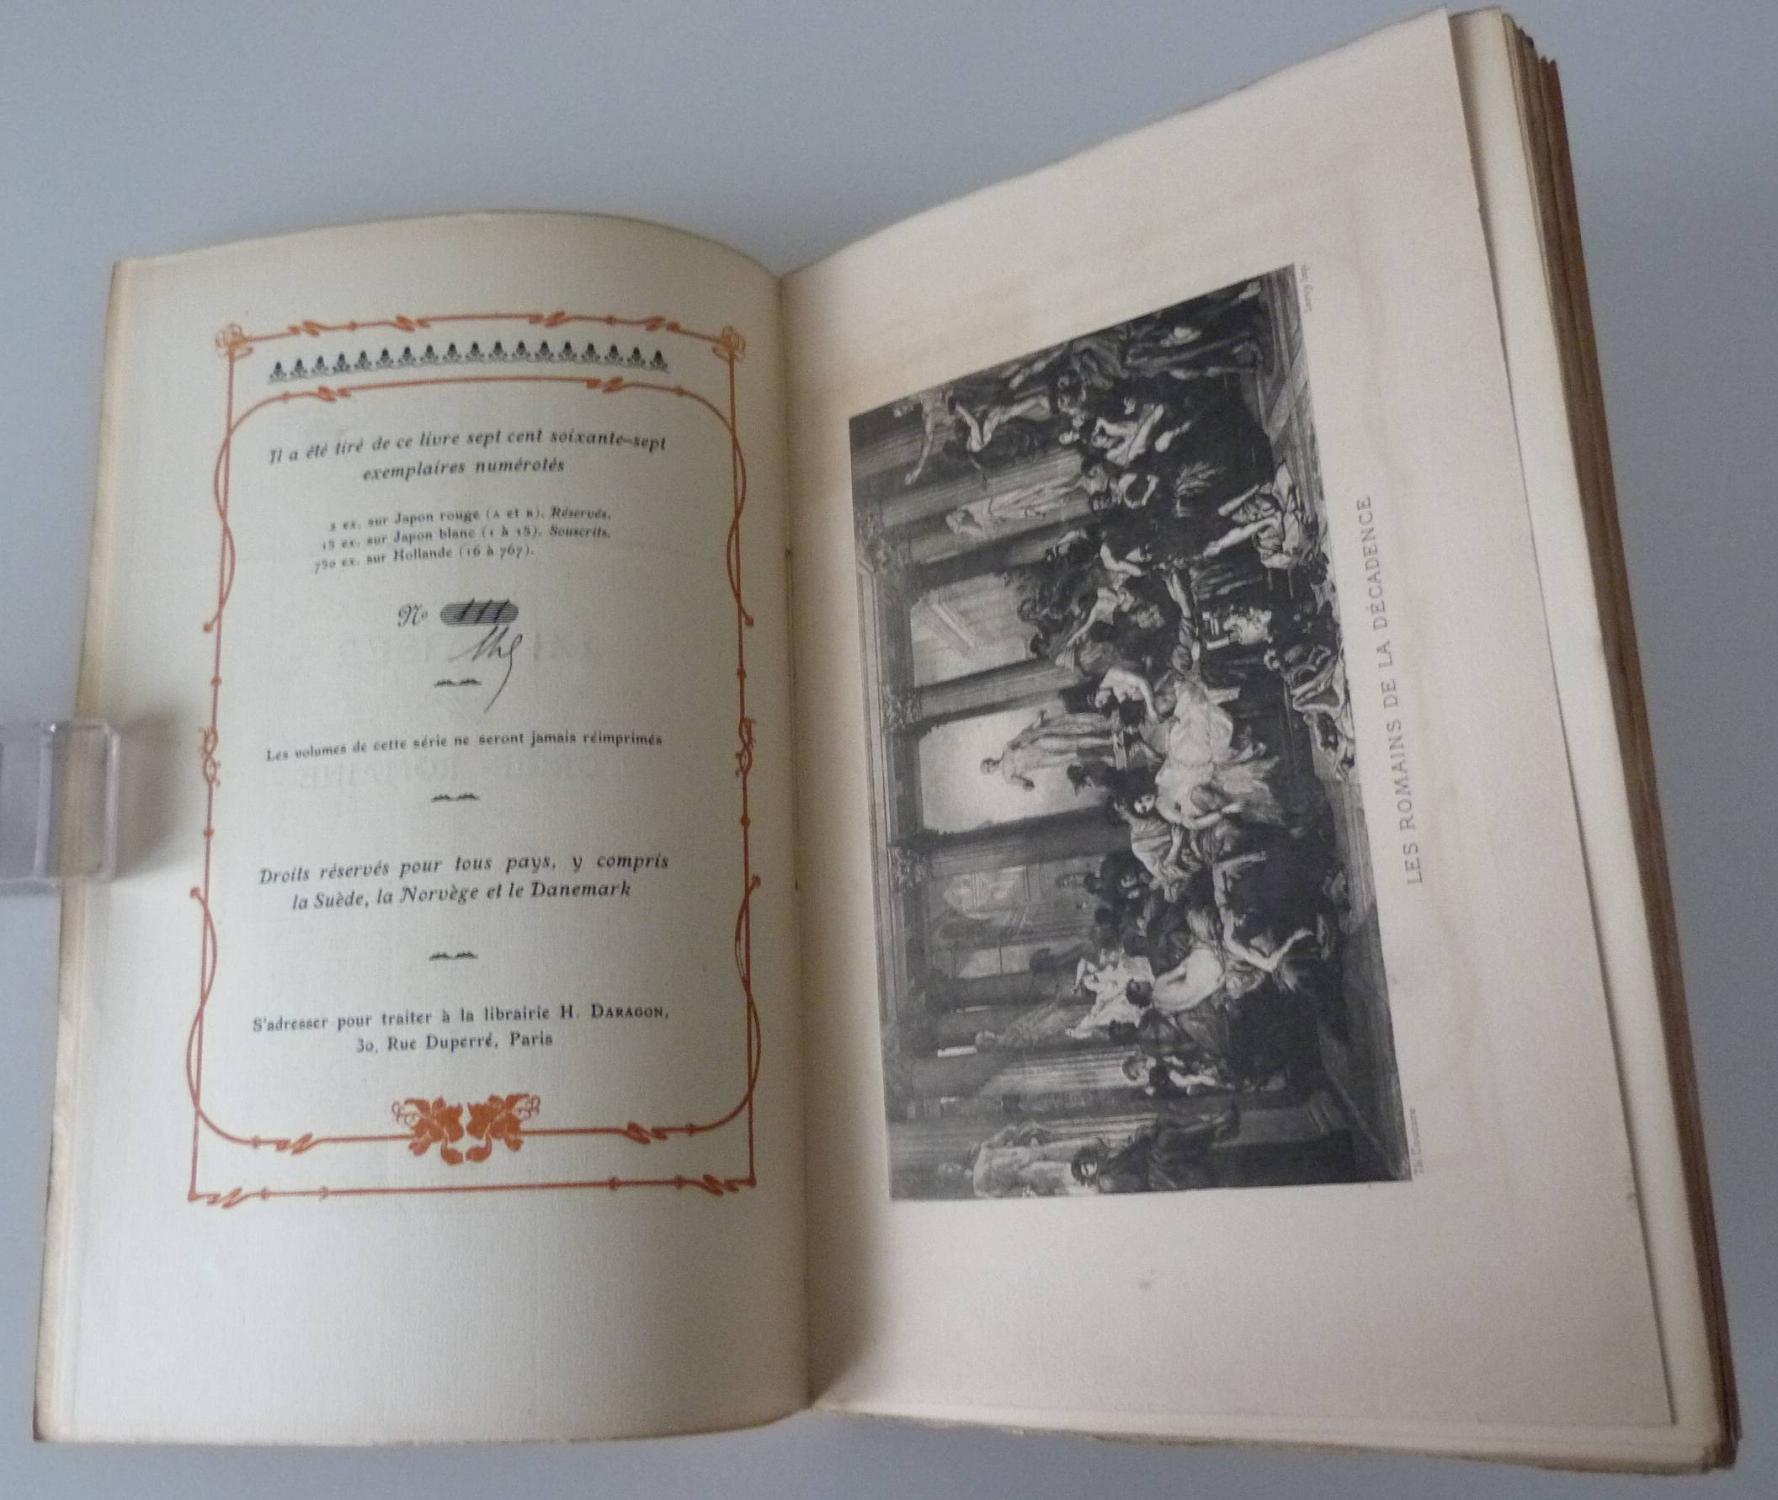 Il a été tiré de ce livre sept cent soixante-sept
exemplaires numérotés
2 ex. sur Japon rouge (A et B). Réservés.
15 ex. sur Japon blanc (1 à 15). Souscrits.
750 ex. sur Hollande (16 à 767).
No 111
Les volumes de cette série ne seront jamais réimprimés
Droits réservés pour tous pays, y compris
la Suède, la Norvège et le Danemark
S'adresser pour traiter à la librairie H. DARAGON,
30, Rue Duperré, Paris
LES ROMAINS DE LA DÉCADENCE
Th. Couture